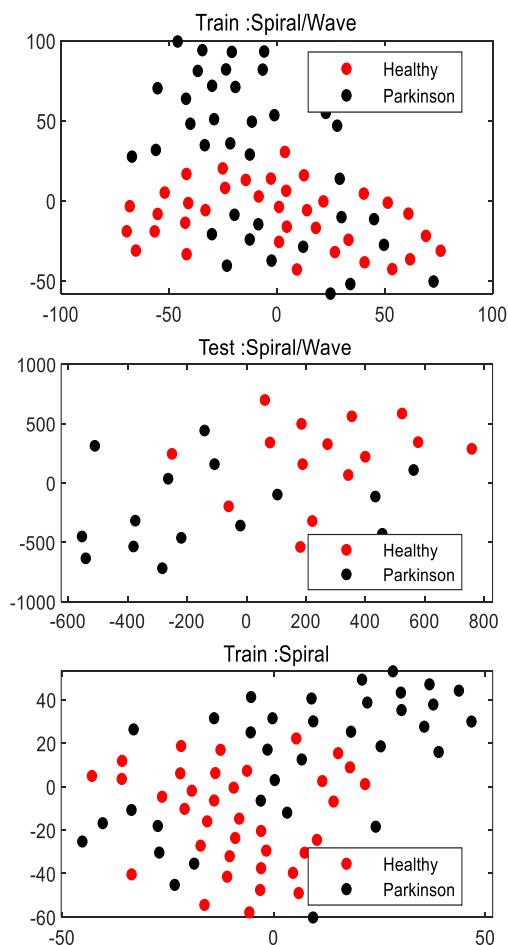 Train :Spiral/Wave
100
50
0
-50
-100 -50 0 50 100
Healthy
Parkinson
Test :Spiral/Wave
1000
500
0
-500
-1000
-600 -400 -200 0 200 400 600 800
Healthy
Parkinson
Train :Spiral
40
20
0
-20
-40
-60
-50 0 50
Healthy
Parkinson